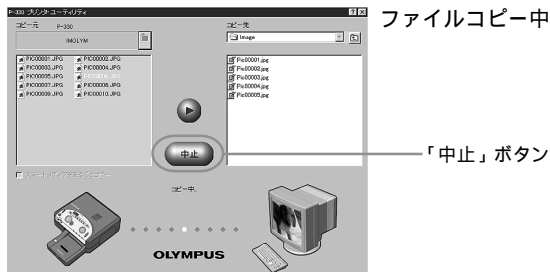 P-330 プリンタ・ユーティリティ
ファイルコピー中
コピー元 P-330
コピー先
IMOLYM
Image
PIC00001.JPG PIC00002.JPG
PIC00003.JPG PIC00004.JPG
PIC00005.JPG PIC00006.JPG
PIC00007.JPG PIC00008.JPG
PIC00009.JPG PIC00010.JPG
Pic00001.jpg
Pic00002.jpg
Pic00003.jpg
Pic00004.jpg
Pic00005.jpg
中止
「中止」ボタン
コピー中.
OLYMPUS